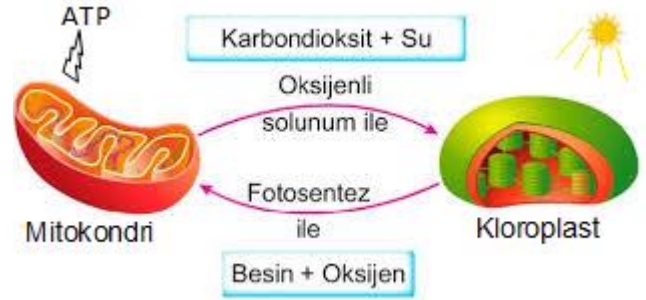 ATP
Karbondioksit + Su
Oksijenli
solunum ile
Fotosentez
ile
Mitokondri
Kloroplast
Besin + Oksijen